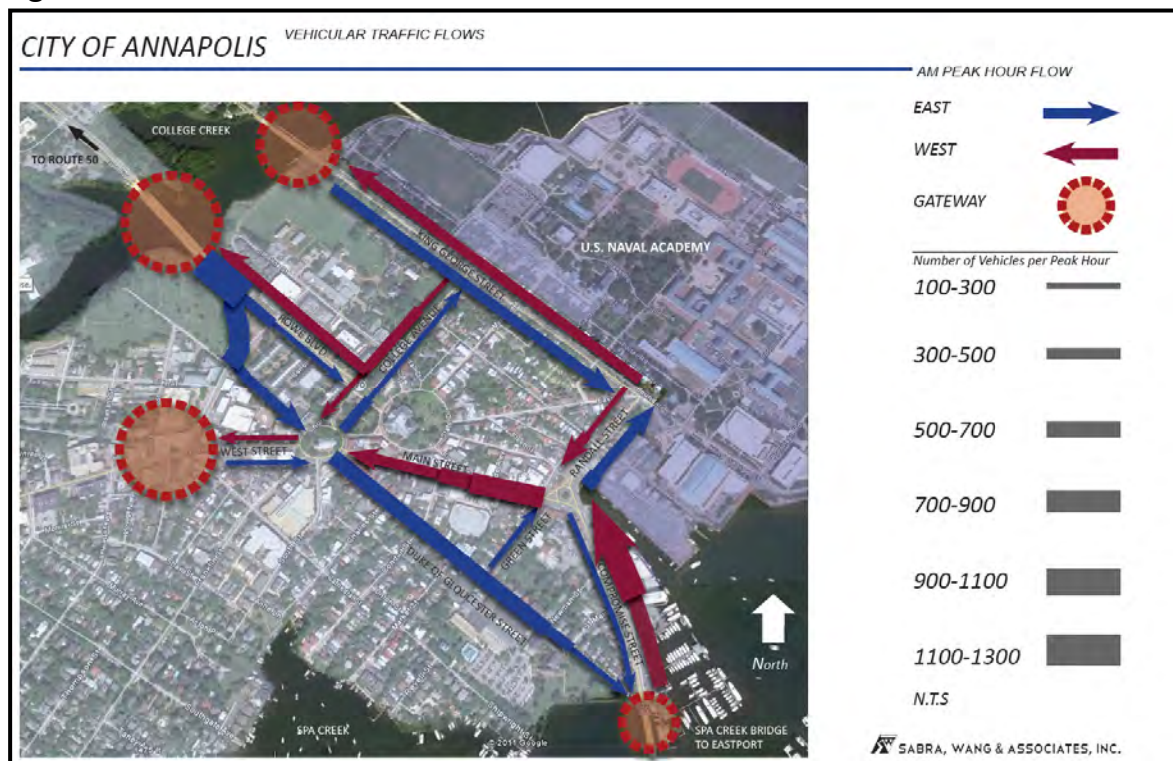 CITY OF ANNAPOLIS
VEHICULAR TRAFFIC FLOWS
AM PEAK HOUR FLOW
EAST
WEST
GATEWAY
Number of Vehicles per Peak Hour
100-300
300-500
500-700
700-900
900-1100
1100-1300
N.T.S
SABRA, WANG & ASSOCIATES, INC.
COLLEGE CREEK
TO ROUTE 50
KING GEORGE STREET
U.S. NAVAL ACADEMY
ROWE BLVD
COLLEGE AVENUE
WEST STREET
MAIN STREET
RANDALL STREET
GREEN STREET
DUKE OF GLOUCESTER STREET
COMPROMISE STREET
North
SPA CREEK
© 2011 Google
SPA CREEK BRIDGE
TO EASTPORT